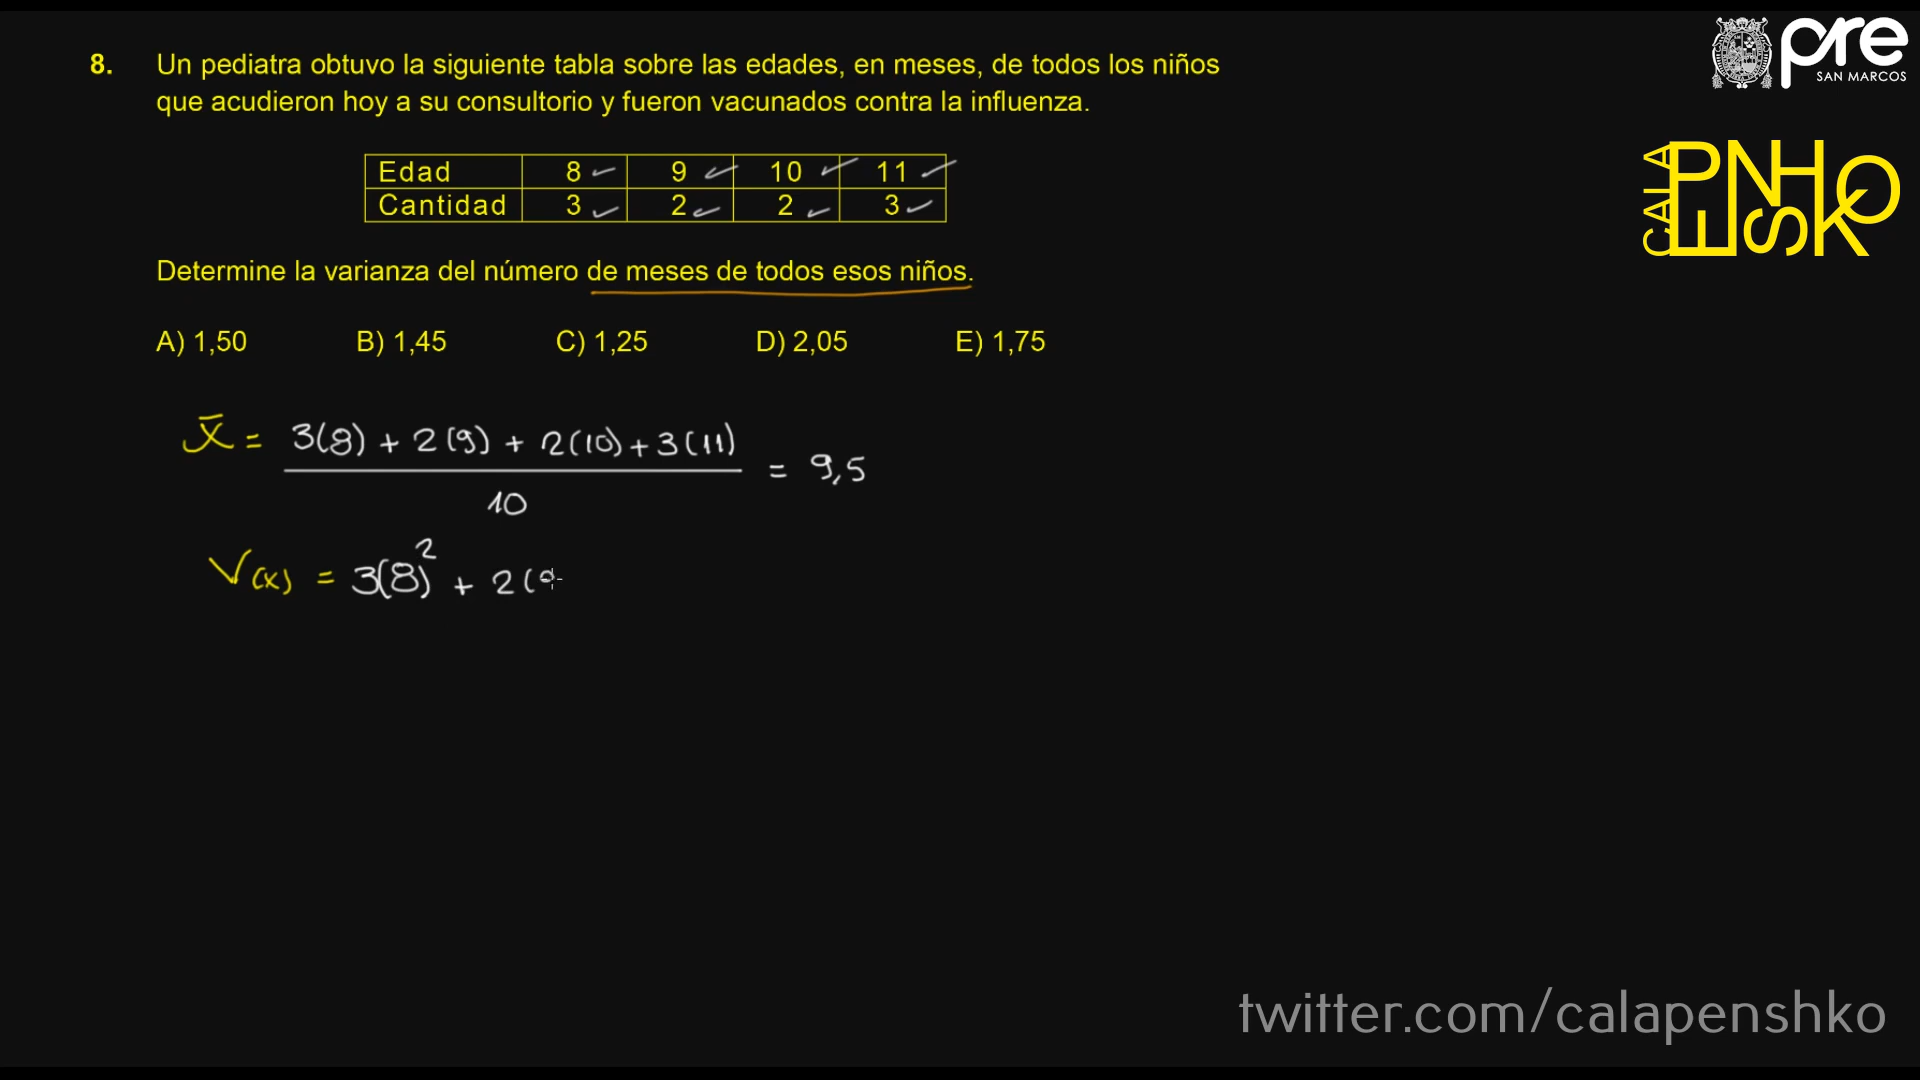 8. Un pediatra obtuvo la siguiente tabla sobre las edades, en meses, de todos los niños
que acudieron hoy a su consultorio y fueron vacunados contra la influenza.
Edad 8 9 10 11
Cantidad 3 2 2 3
Determine la varianza del número de meses de todos esos niños.
A) 1,50 B) 1,45 C) 1,25 D) 2,05 E) 1,75
x̄ = 3(8) + 2(9) + 2(10) + 3(11)
10
= 9,5
V(x) = 3(8)² + 2(9
pre
SAN MARCOS
CALA
PENSHKO
twitter.com/calapenshko